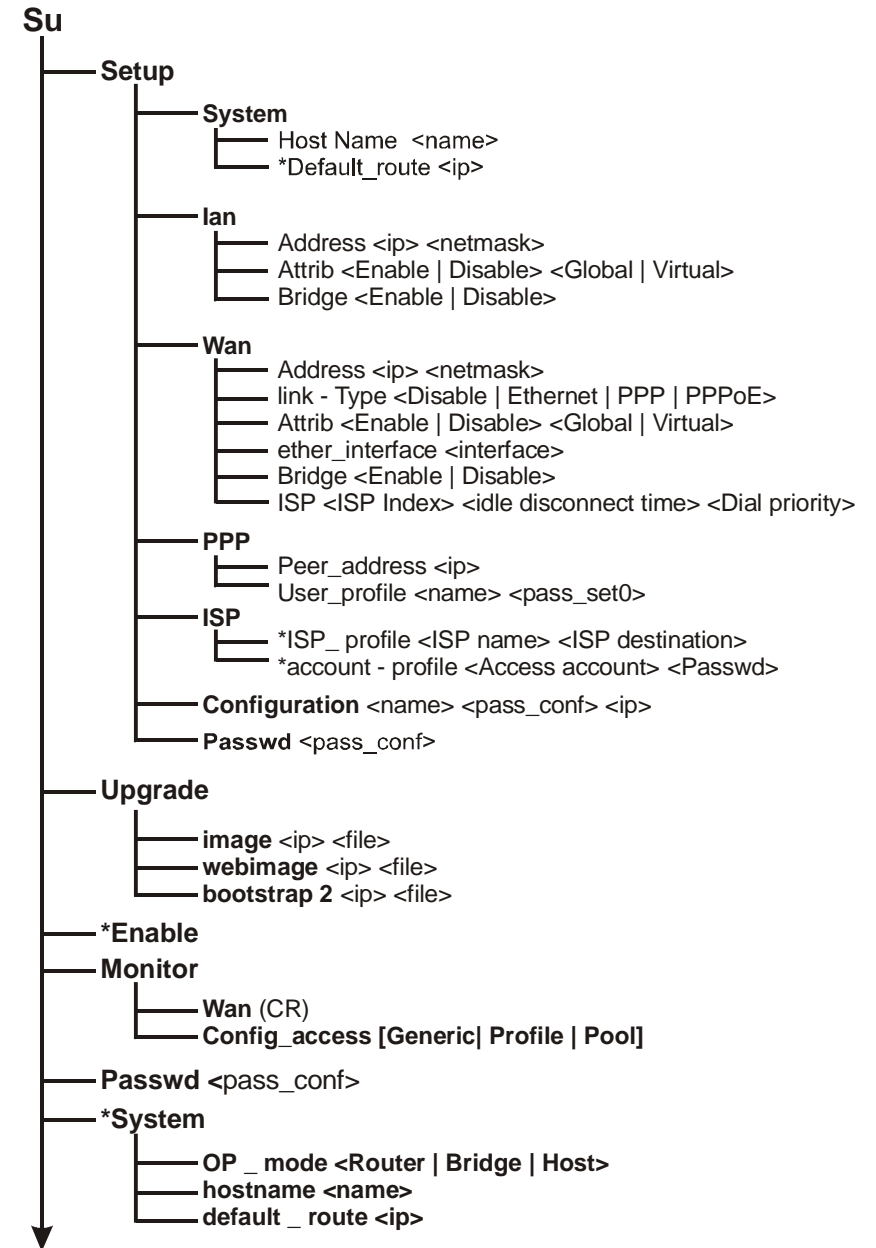 Su
Setup
System
Host Name <name>
*Default_route <ip>
lan
Address <ip> <netmask>
Attrib <Enable | Disable> <Global | Virtual>
Bridge <Enable | Disable>
Wan
Address <ip> <netmask>
link - Type <Disable | Ethernet | PPP | PPPoE>
Attrib <Enable | Disable> <Global | Virtual>
ether_interface <interface>
Bridge <Enable | Disable>
ISP <ISP Index> <idle disconnect time> <Dial priority>
PPP
Peer_address <ip>
User_profile <name> <pass_set0>
ISP
*ISP_ profile <ISP name> <ISP destination>
*account - profile <Access account> <Passwd>
Configuration <name> <pass_conf> <ip>
Passwd <pass_conf>
Upgrade
image <ip> <file>
webimage <ip> <file>
bootstrap 2 <ip> <file>
*Enable
Monitor
Wan (CR)
Config_access [Generic| Profile | Pool]
Passwd <pass_conf>
*System
OP _ mode <Router | Bridge | Host>
hostname <name>
default _ route <ip>